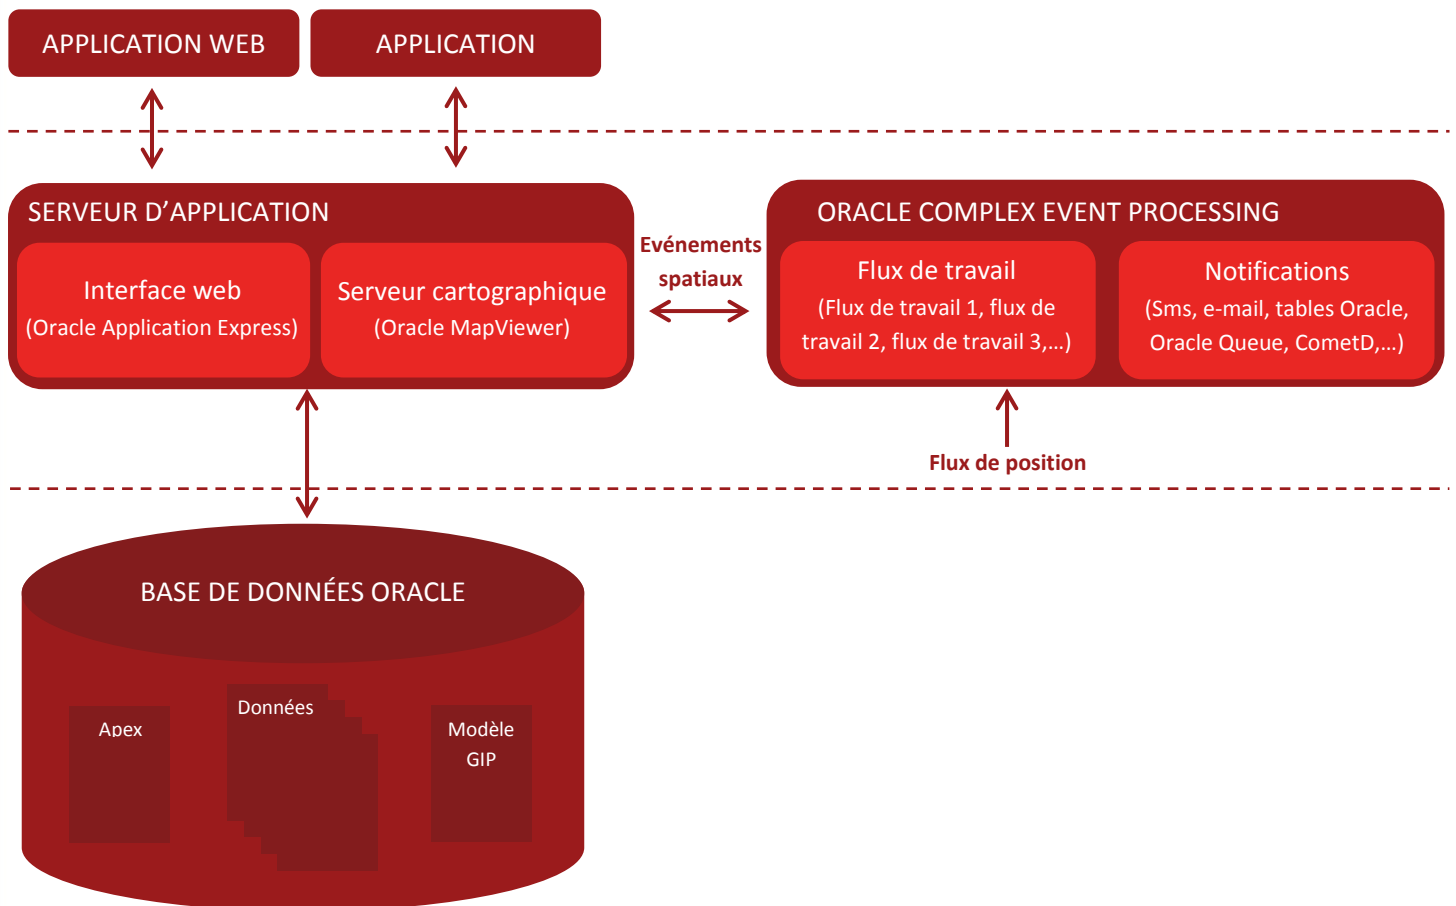 APPLICATION WEB
APPLICATION
SERVEUR D’APPLICATION
Interface web
(Oracle Application Express)
Serveur cartographique
(Oracle MapViewer)
Evénements
spatiaux
ORACLE COMPLEX EVENT PROCESSING
Flux de travail
(Flux de travail 1, flux de
travail 2, flux de travail 3,…)
Notifications
(Sms, e-mail, tables Oracle,
Oracle Queue, CometD,…)
Flux de position
BASE DE DONNÉES ORACLE
Apex
Données
Modèle
GIP